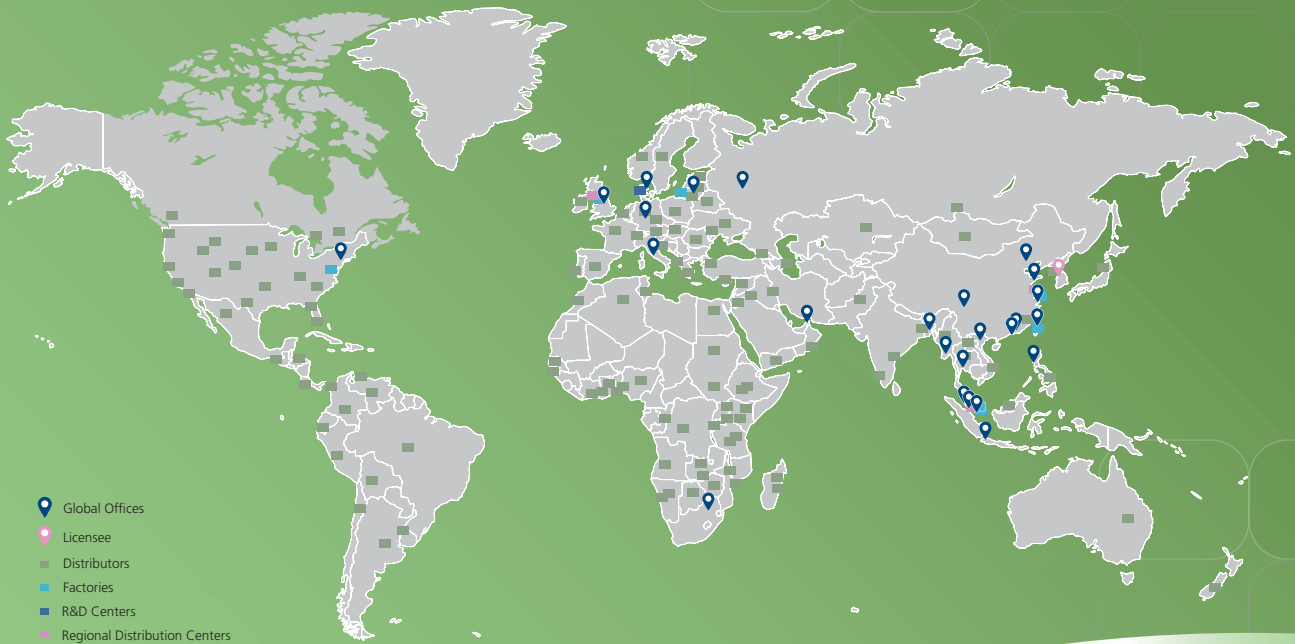 Global Offices
Licensee
Distributors
Factories
R&D Centers
Regional Distribution Centers